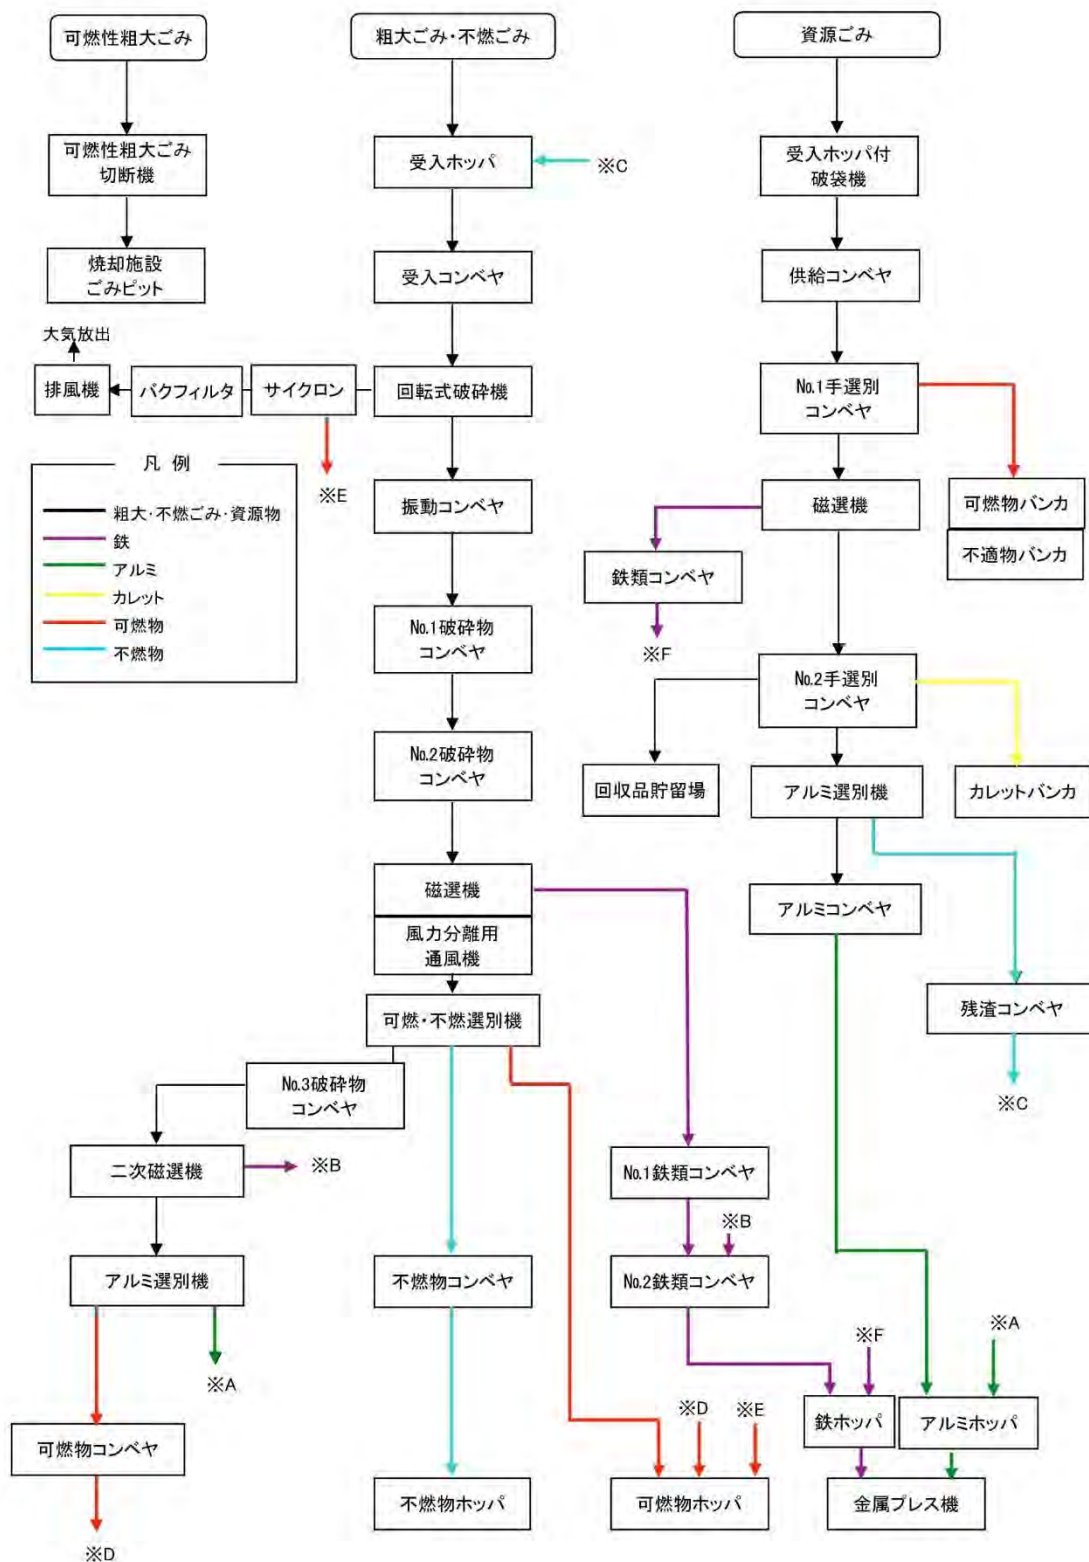 可燃性粗大ごみ
粗大ごみ・不燃ごみ
資源ごみ
可燃性粗大ごみ
切断機
受入ホッパ
※C
受入ホッパ付
破袋機
焼却施設
ごみピット
受入コンベヤ
供給コンベヤ
大気放出
排風機
バグフィルタ
サイクロン
回転式破砕機
No.1手選別
コンベヤ
凡 例
粗大・不燃ごみ・資源物
鉄
アルミ
カレット
可燃物
不燃物
※E
振動コンベヤ
磁選機
可燃物バンカ
不適物バンカ
鉄類コンベヤ
※F
No.1破砕物
コンベヤ
No.2手選別
コンベヤ
No.2破砕物
コンベヤ
回収品貯留場
アルミ選別機
カレットバンカ
磁選機
風力分離用
通風機
アルミコンベヤ
可燃・不燃選別機
残渣コンベヤ
※C
No.3破砕物
コンベヤ
二次磁選機
※B
No.1鉄類コンベヤ
※B
アルミ選別機
不燃物コンベヤ
No.2鉄類コンベヤ
※A
※F
※A
可燃物コンベヤ
※D
※E
鉄ホッパ
アルミホッパ
不燃物ホッパ
可燃物ホッパ
金属プレス機
※D